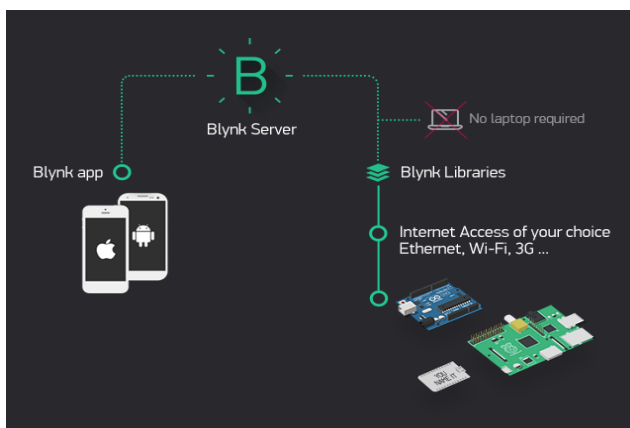 B
Blynk Server
No laptop required
Blynk app
Blynk Libraries
Internet Access of your choice
Ethernet, Wi-Fi, 3G ...
YOU
NAME IT